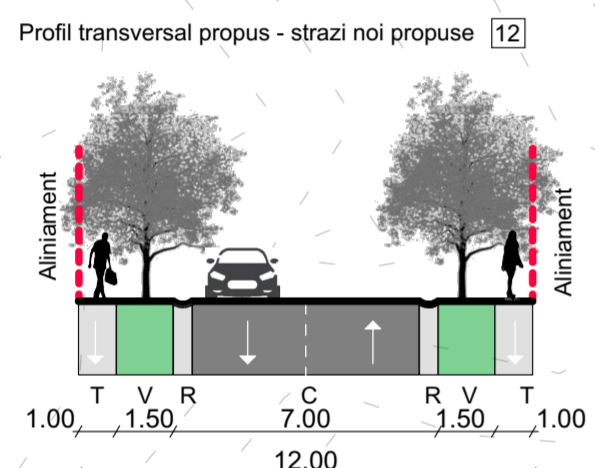 Profil transversal propus - strazi noi propuse 12
Aliniament
Aliniament
T V R C R V T
1.00 1.50 7.00 1.50 1.00
12.00